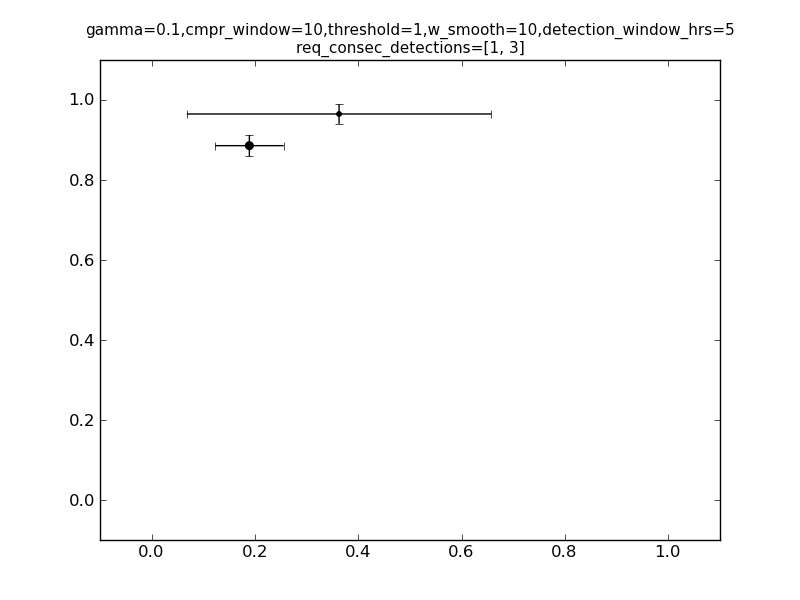 gamma=0.1,cmpr_window=10,threshold=1,w_smooth=10,detection_window_hrs=5
req_consec_detections=[1, 3]
1.0
0.8
0.6
0.4
0.2
0.0
0.0 0.2 0.4 0.6 0.8 1.0